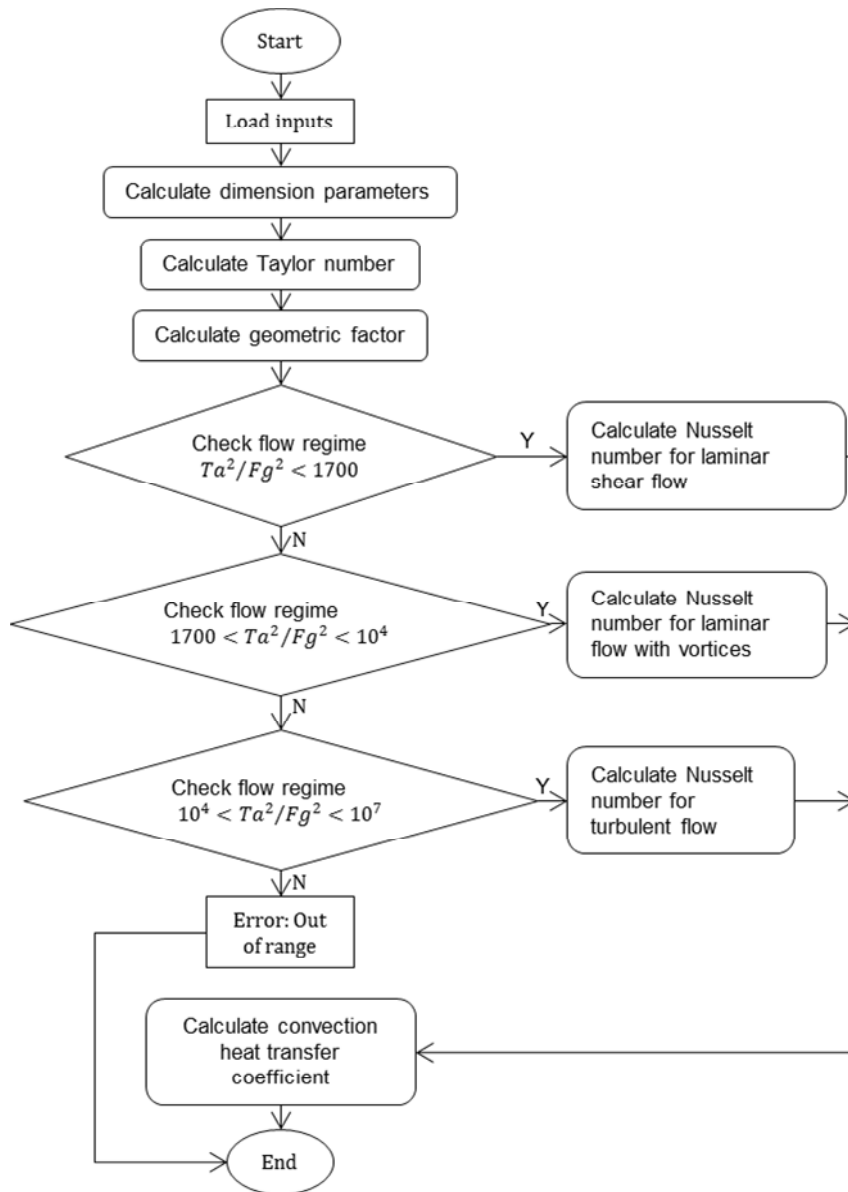 Start
Load inputs
Calculate dimension parameters
Calculate Taylor number
Calculate geometric factor
Check flow regime
Ta²/Fg² < 1700
Y
Calculate Nusselt
number for laminar
shear flow
N
Check flow regime
1700 < Ta²/Fg² < 10⁴
Y
Calculate Nusselt
number for laminar
flow with vortices
N
Check flow regime
10⁴ < Ta²/Fg² < 10⁷
Y
Calculate Nusselt
number for
turbulent flow
N
Error: Out
of range
Calculate convection
heat transfer
coefficient
End